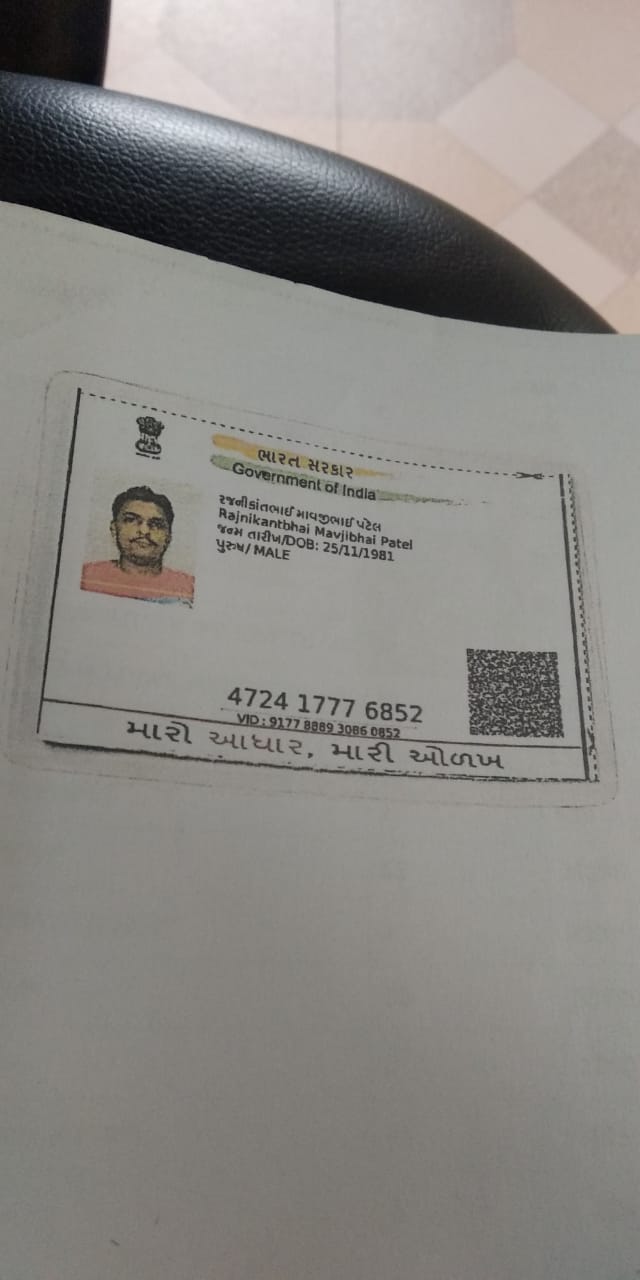 ભારત સરકાર
Government of India
રજનીકાંતભાઈ માવજીભાઈ પટેલ
Rajnikantbhai Mavjibhai Patel
જન્મ તારીખ/DOB: 25/11/1981
પુરુષ/ MALE
4724 1777 6852
VID : 9177 8889 3086 0852
મારો આધાર, મારી ઓળખ